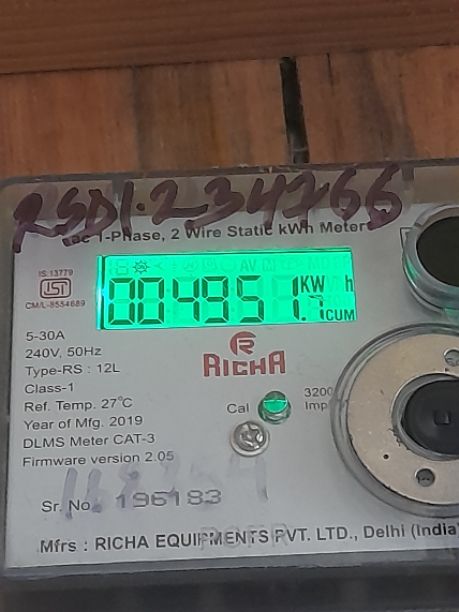 RSD1.234766
ac 1-Phase, 2 Wire Static kWh Meter
IS:13779
ISI
CM/L-8554689
004951.7
KW h
CUM
5-30A
240V, 50Hz
Type-RS : 12L
Class-1
Ref. Temp. 27°C
Year of Mfg. 2019
DLMS Meter CAT-3
Firmware version 2.05
RICHA
Cal
3200
Imp
Sr. No. 196183
Mfrs : RICHA EQUIPMENTS PVT. LTD., Delhi (India